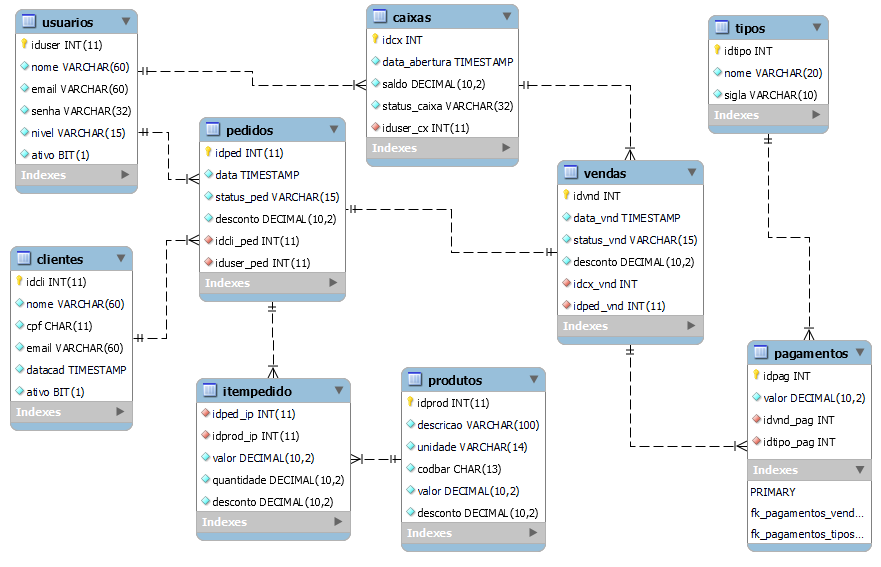 usuarios
iduser INT(11)
nome VARCHAR(60)
email VARCHAR(60)
senha VARCHAR(32)
nivel VARCHAR(15)
ativo BIT(1)
Indexes
caixas
idcx INT
data_abertura TIMESTAMP
saldo DECIMAL(10,2)
status_caixa VARCHAR(32)
iduser_cx INT(11)
Indexes
tipos
idtipo INT
nome VARCHAR(20)
sigla VARCHAR(10)
Indexes
pedidos
idped INT(11)
data TIMESTAMP
status_ped VARCHAR(15)
desconto DECIMAL(10,2)
idcli_ped INT(11)
iduser_ped INT(11)
Indexes
vendas
idvnd INT
data_vnd TIMESTAMP
status_vnd VARCHAR(15)
desconto DECIMAL(10,2)
idcx_vnd INT
idped_vnd INT(11)
Indexes
clientes
idcli INT(11)
nome VARCHAR(60)
cpf CHAR(11)
email VARCHAR(60)
datacad TIMESTAMP
ativo BIT(1)
Indexes
itempedido
idped_ip INT(11)
idprod_ip INT(11)
valor DECIMAL(10,2)
quantidade DECIMAL(10,2)
desconto DECIMAL(10,2)
Indexes
produtos
idprod INT(11)
descricao VARCHAR(100)
unidade VARCHAR(14)
codbar CHAR(13)
valor DECIMAL(10,2)
desconto DECIMAL(10,2)
Indexes
pagamentos
idpag INT
valor DECIMAL(10,2)
idvnd_pag INT
idtipo_pag INT
Indexes
PRIMARY
fk_pagamentos_vend...
fk_pagamentos_tipos...